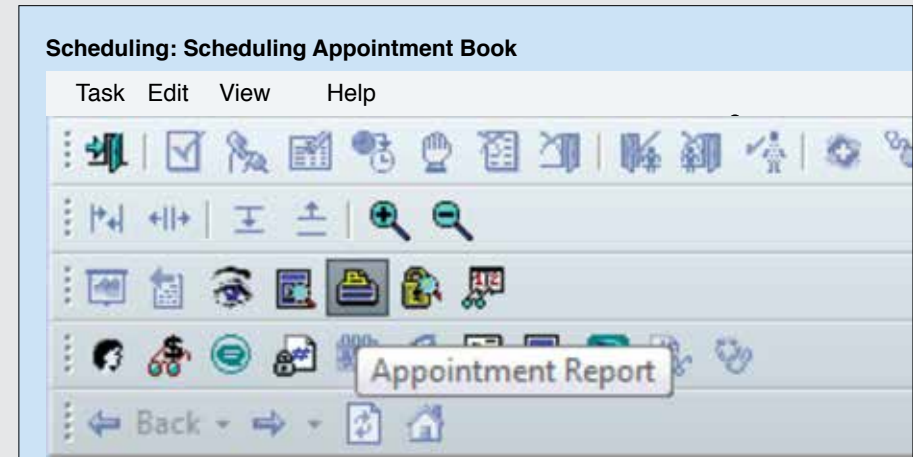 Scheduling: Scheduling Appointment Book
Task Edit View Help
Appointment Report
Back